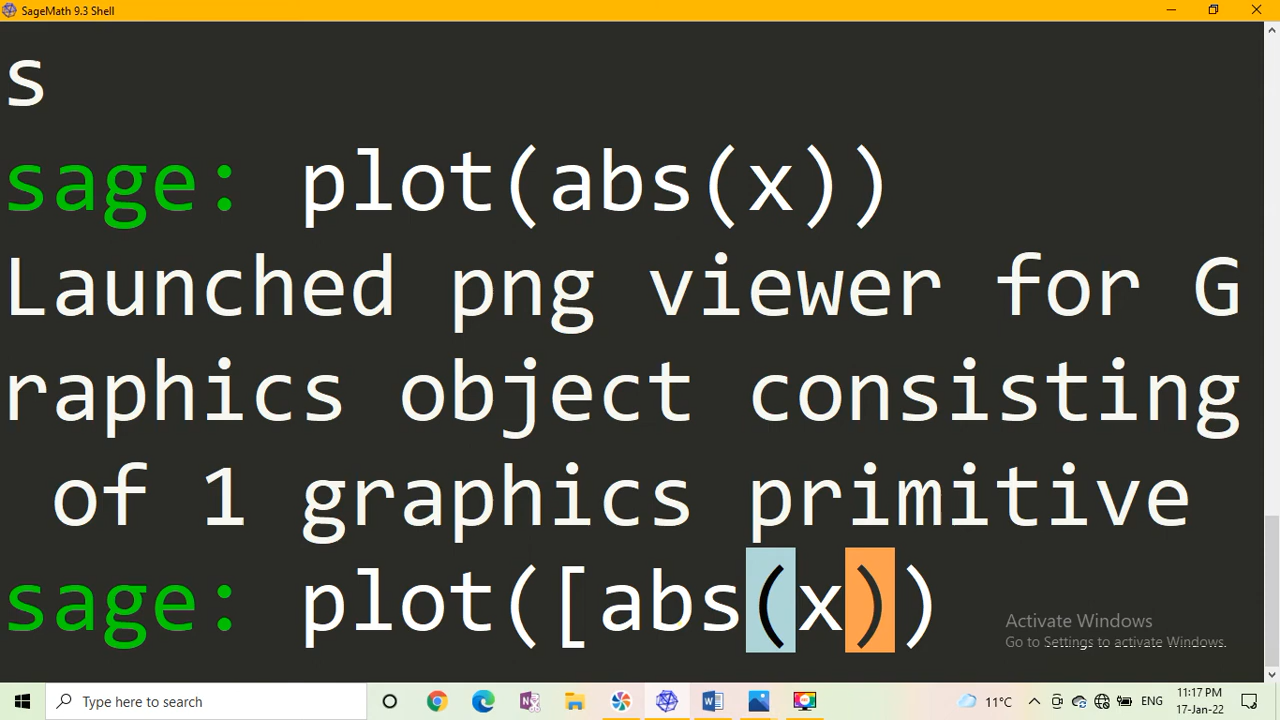 SageMath 9.3 Shell
s
sage: plot(abs(x))
Launched png viewer for G
raphics object consisting
of 1 graphics primitive
sage: plot([abs(x))
Activate Windows
Go to Settings to activate Windows.
Type here to search
11°C
ENG
11:17 PM
17-Jan-22